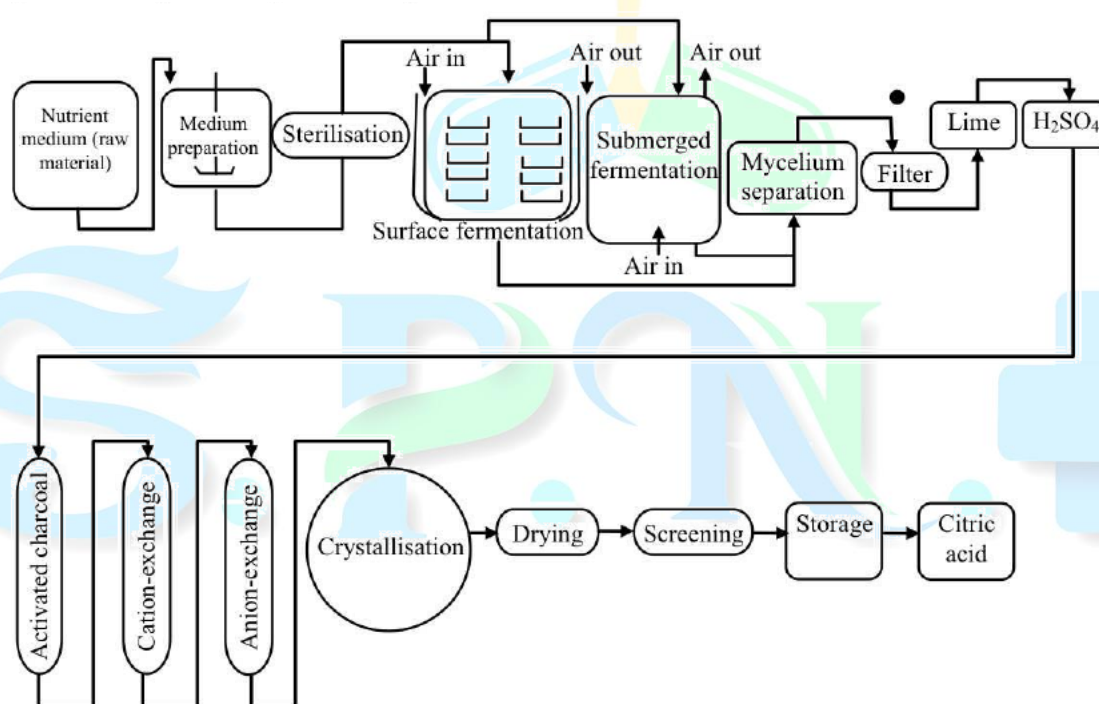 Air in
Air out
Air out
Nutrient
medium (raw
material)
Medium
preparation
Sterilisation
Submerged
fermentation
Mycelium
separation
Filter
Lime
H₂SO₄
Surface fermentation
Air in
Activated charcoal
Cation-exchange
Anion-exchange
Crystallisation
Drying
Screening
Storage
Citric
acid
S.P.N.